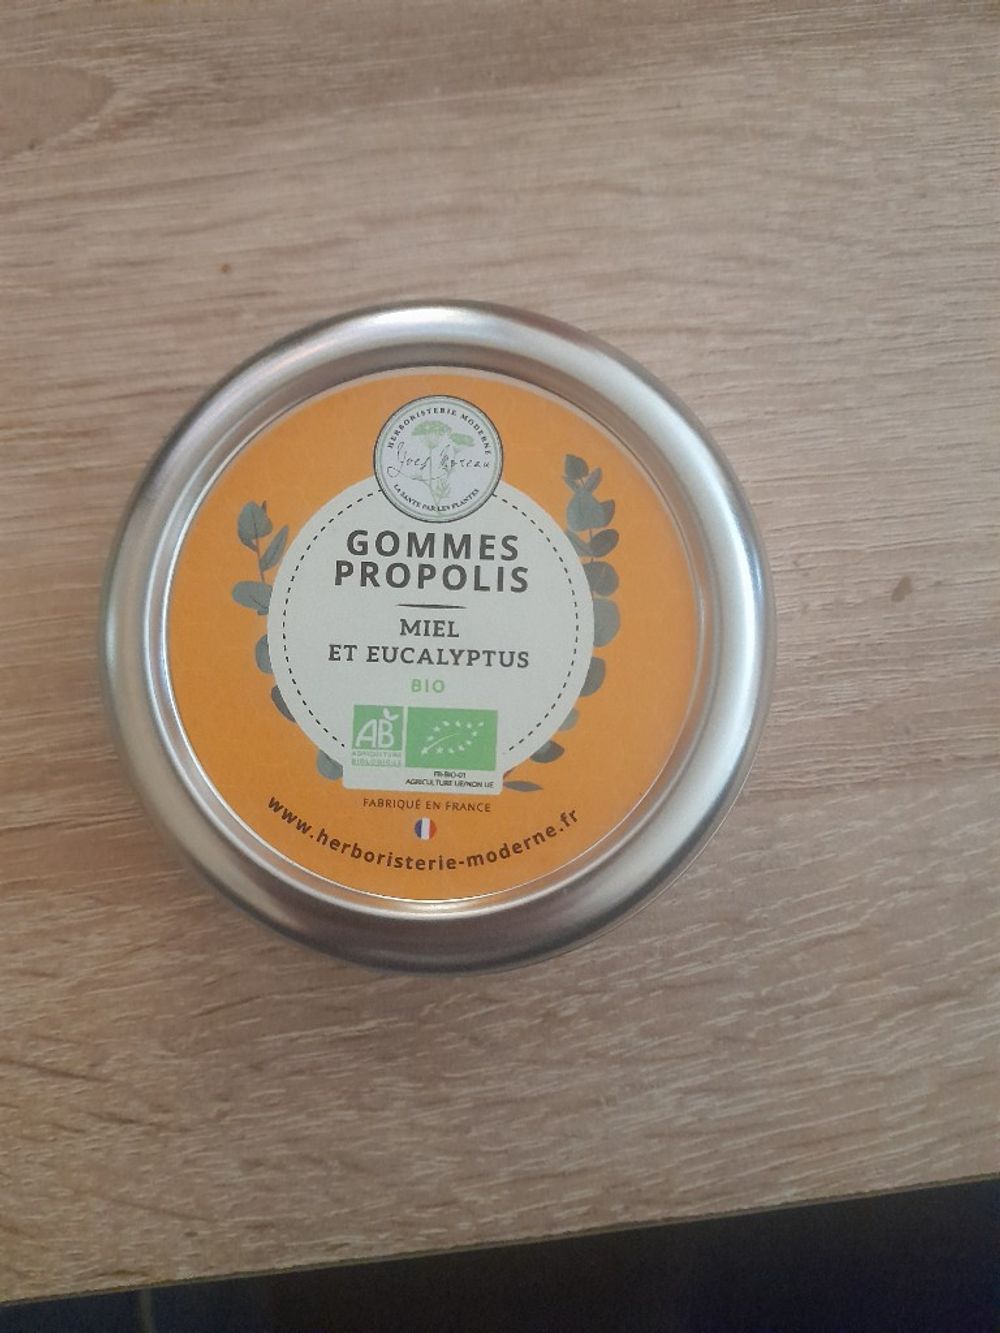 HERBORISTERIE MODERNE
LA SANTÉ PAR LES PLANTES
GOMMES
PROPOLIS
MIEL
ET EUCALYPTUS
BIO
AB
AGRICULTURE
BIOLOGIQUE
FR-BIO-01
AGRICULTURE UE/NON UE
FABRIQUÉ EN FRANCE
www.herboristerie-moderne.fr